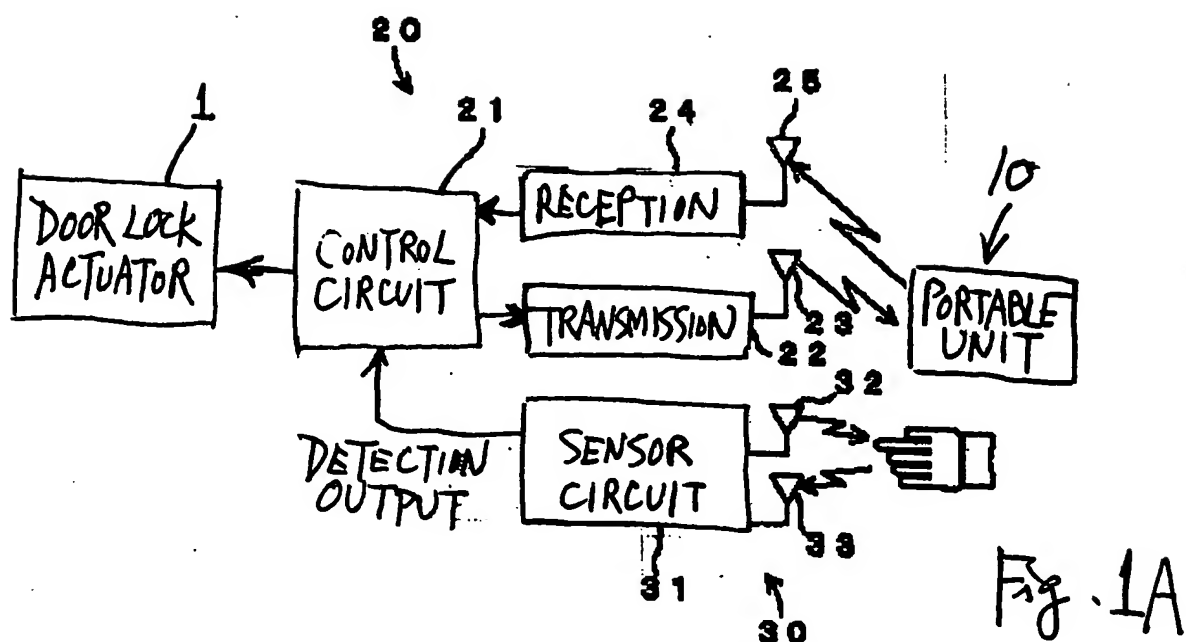 20
1
21
24
25
10
DOOR LOCK
ACTUATOR
CONTROL
CIRCUIT
RECEPTION
TRANSMISSION
23
22
PORTABLE
UNIT
32
DETECTION
OUTPUT
SENSOR
CIRCUIT
33
31
30
Fig. 1A